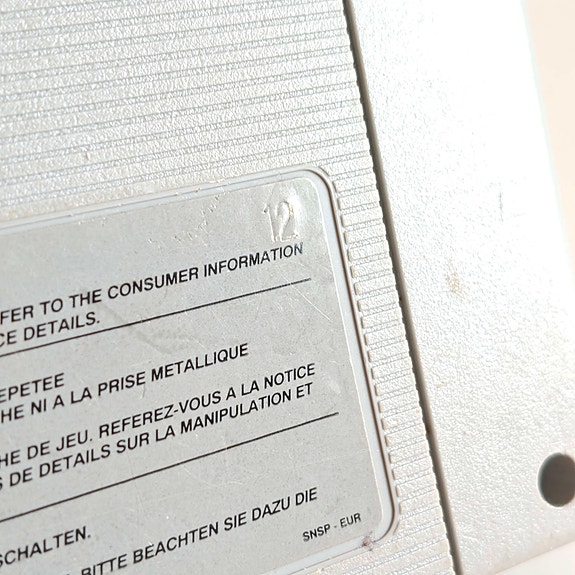 12
FER TO THE CONSUMER INFORMATION
CE DETAILS.
EPETEE
HE NI A LA PRISE METALLIQUE
HE DE JEU. REFEREZ-VOUS A LA NOTICE
S DE DETAILS SUR LA MANIPULATION ET
SCHALTEN.
BITTE BEACHTEN SIE DAZU DIE
SNSP - EUR